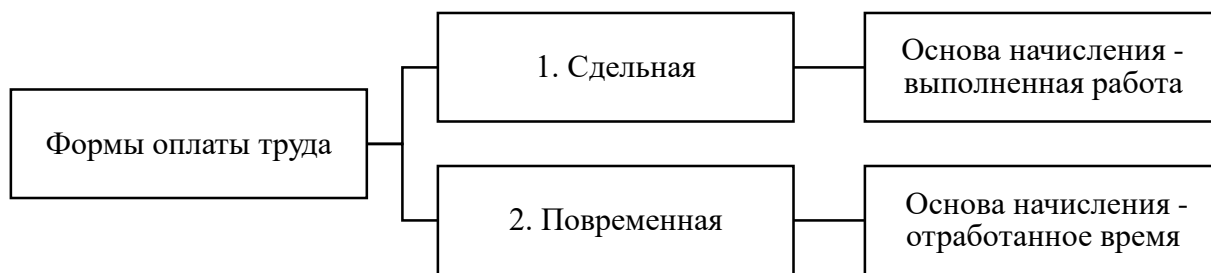 Формы оплаты труда
1. Сдельная
Основа начисления -
выполненная работа
2. Повременная
Основа начисления -
отработанное время